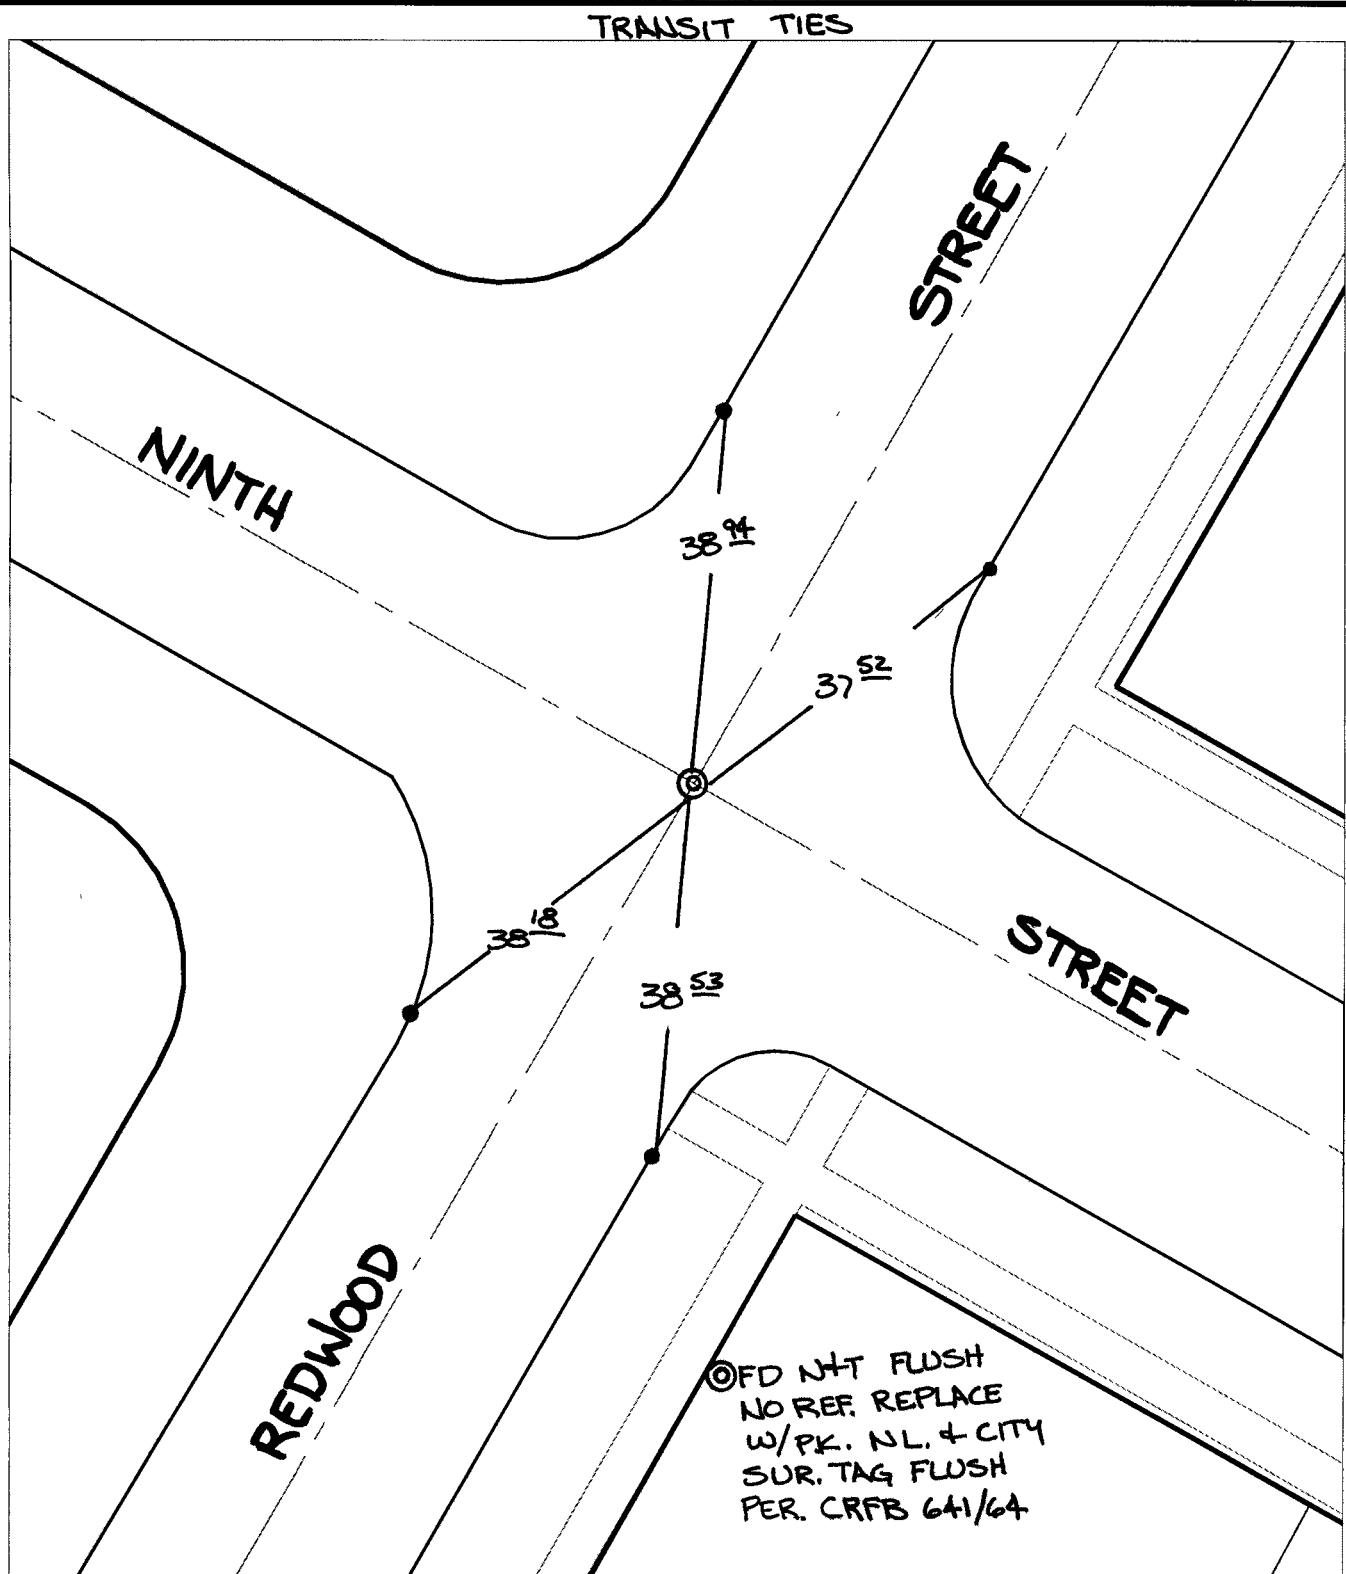 TRANSIT TIES
STREET
NINTH
38 94
37 52
38 18
38 53
STREET
REDWOOD
FD N+T FLUSH
NO REF. REPLACE
W/PK. NL. & CITY
SUR. TAG FLUSH
PER. CRFB 641/64